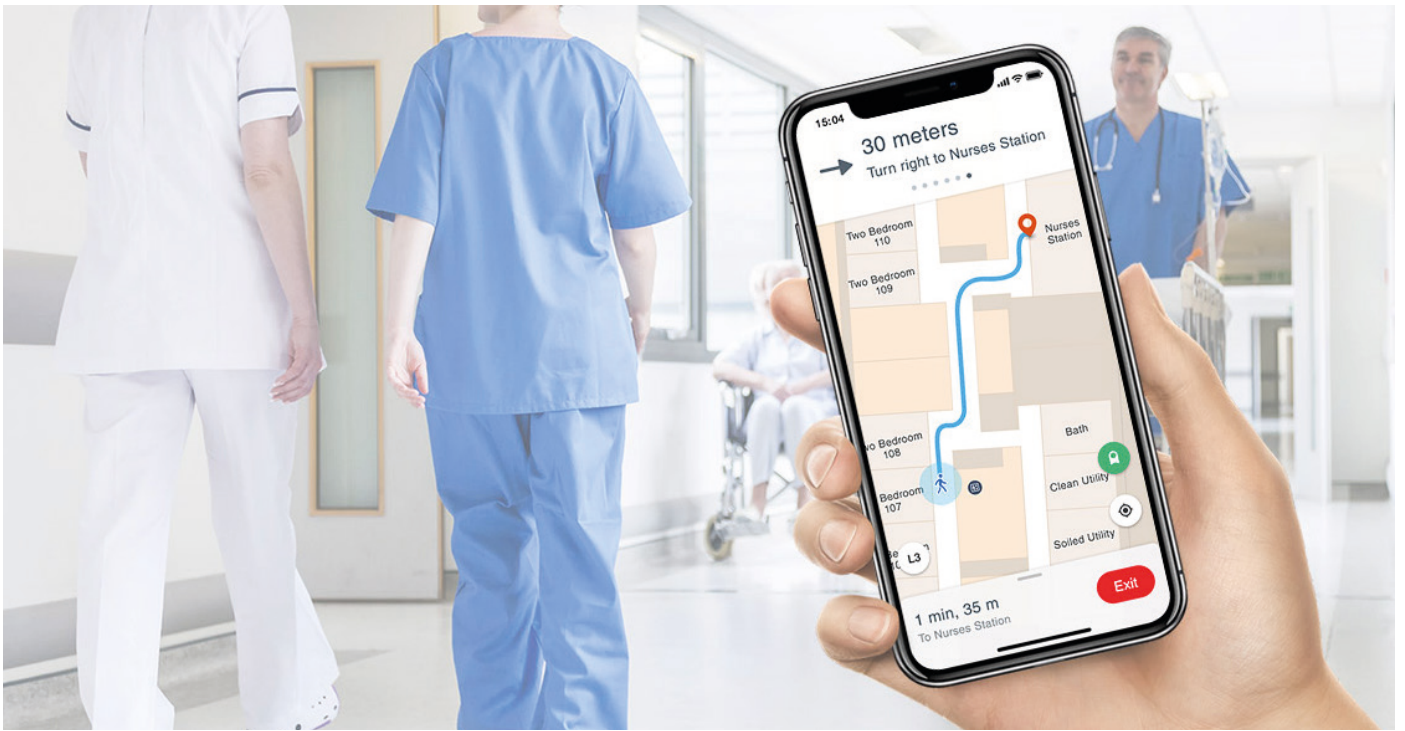 15:04
30 meters
Turn right to Nurses Station
Two Bedroom
110
Nurses
Station
Two Bedroom
109
Bedroom
108
Bath
Bedroom
107
Clean Utility
Soiled Utility
L3
1 min, 35 m
To Nurses Station
Exit